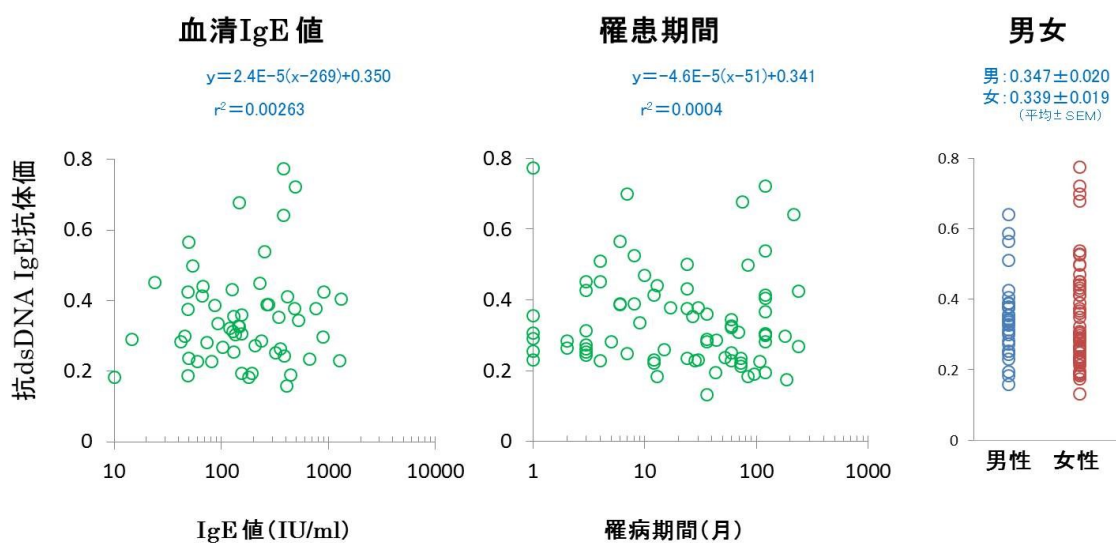 血清IgE値
y=2.4E-5(x-269)+0.350
r²=0.00263
抗dsDNA IgE抗体価
0.8
0.6
0.4
0.2
0
10 100 1000 10000
IgE値(IU/ml)
罹患期間
y=-4.6E-5(x-51)+0.341
r²=0.0004
0.8
0.6
0.4
0.2
0
1 10 100 1000
罹病期間(月)
男女
男:0.347±0.020
女:0.339±0.019
(平均±SEM)
0.8
0.6
0.4
0.2
0
男性 女性